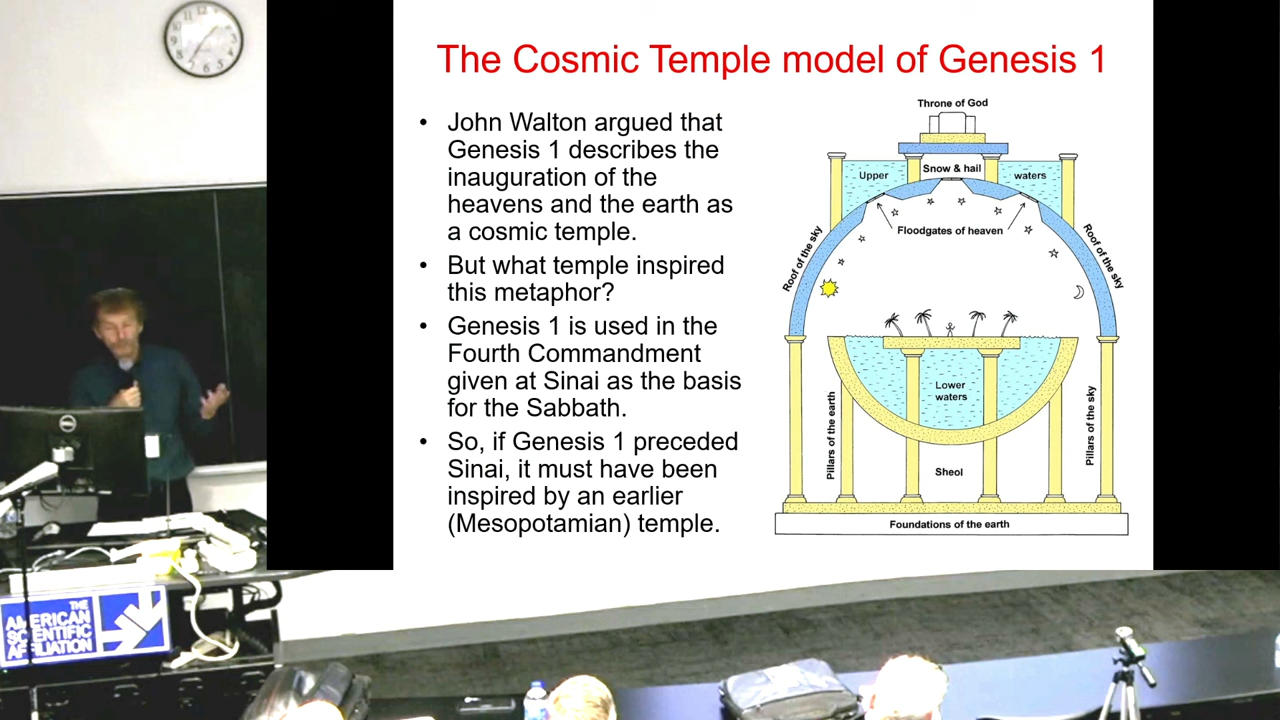 The Cosmic Temple model of Genesis 1
• John Walton argued that
Genesis 1 describes the
inauguration of the
heavens and the earth as
a cosmic temple.
• But what temple inspired
this metaphor?
• Genesis 1 is used in the
Fourth Commandment
given at Sinai as the basis
for the Sabbath.
• So, if Genesis 1 preceded
Sinai, it must have been
inspired by an earlier
(Mesopotamian) temple.
Throne of God
Snow & hail
Upper
waters
Floodgates of heaven
Roof of the sky
Roof of the sky
Lower
waters
Pillars of the earth
Pillars of the sky
Sheol
Foundations of the earth
DELL
THE
AMERICAN
SCIENTIFIC
AFFILIATION